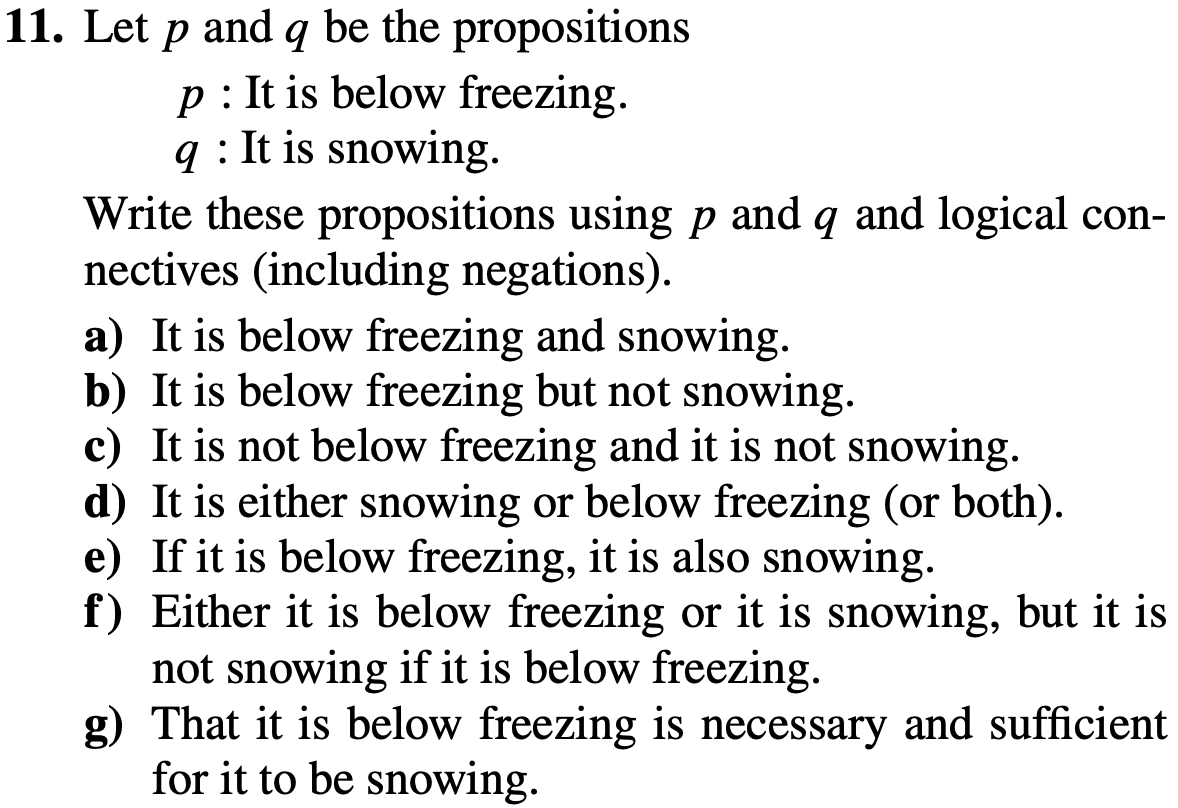 11. Let p and q be the propositions
p : It is below freezing.
q : It is snowing.
Write these propositions using p and q and logical con-
nectives (including negations).
a) It is below freezing and snowing.
b) It is below freezing but not snowing.
c) It is not below freezing and it is not snowing.
d) It is either snowing or below freezing (or both).
e) If it is below freezing, it is also snowing.
f) Either it is below freezing or it is snowing, but it is
not snowing if it is below freezing.
g) That it is below freezing is necessary and sufficient
for it to be snowing.